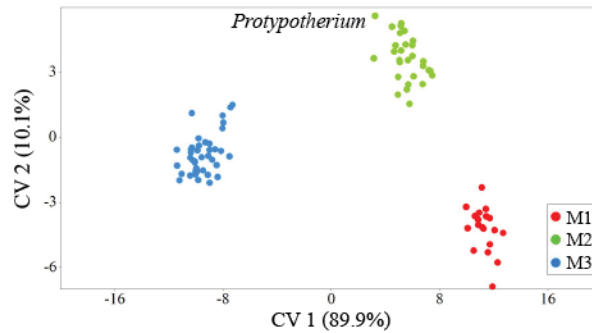 Protypotherium
CV 2 (10.1%)
3
0
-3
-6
-16
-8
0
8
16
CV 1 (89.9%)
M1
M2
M3